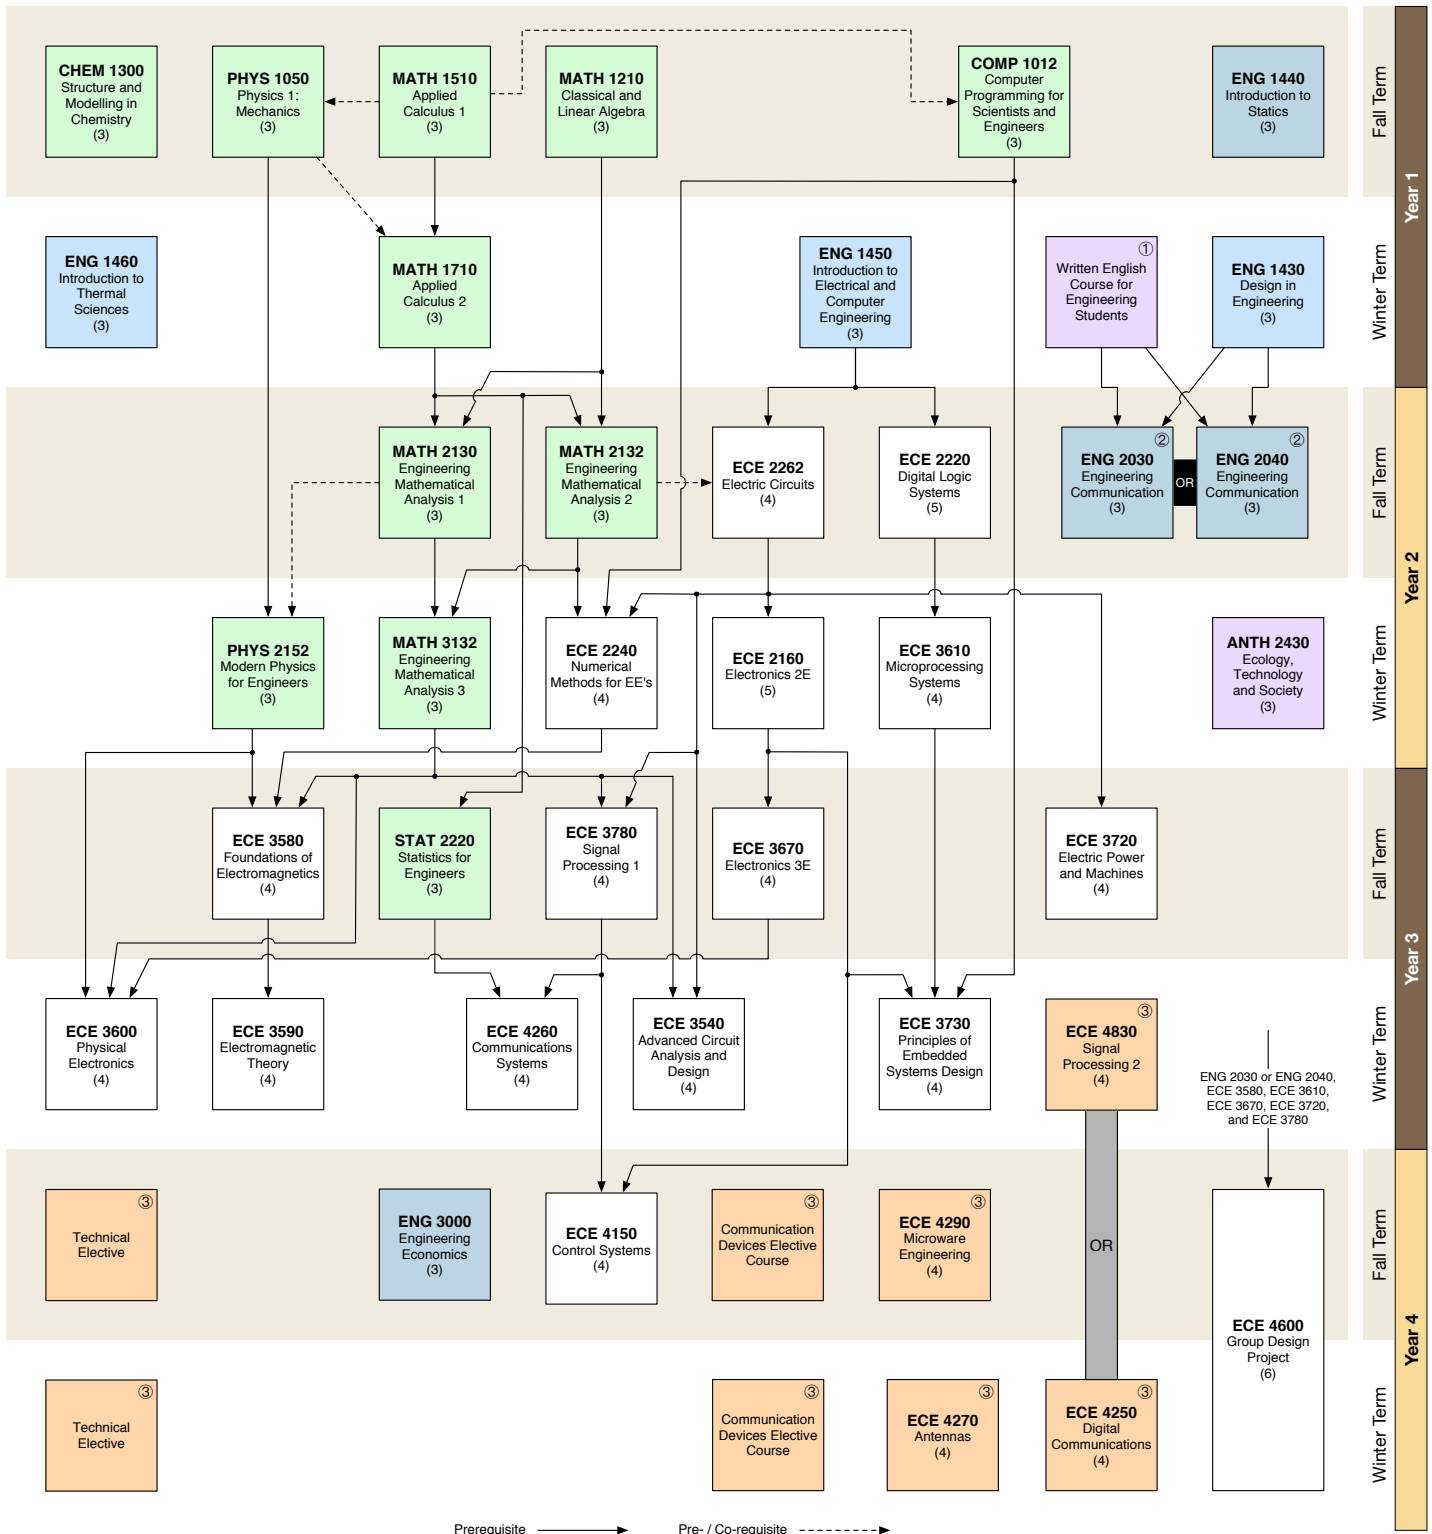 CHEM 1300
Structure and
Modelling in
Chemistry
(3)
PHYS 1050
Physics 1:
Mechanics
(3)
MATH 1510
Applied
Calculus 1
(3)
MATH 1210
Classical and
Linear Algebra
(3)
COMP 1012
Computer
Programming for
Scientists and
Engineers
(3)
ENG 1440
Introduction to
Statics
(3)
Fall Term
Year 1
ENG 1460
Introduction to
Thermal
Sciences
(3)
MATH 1710
Applied
Calculus 2
(3)
ENG 1450
Introduction to
Electrical and
Computer
Engineering
(3)
①
Written English
Course for
Engineering
Students
ENG 1430
Design in
Engineering
(3)
Winter Term
MATH 2130
Engineering
Mathematical
Analysis 1
(3)
MATH 2132
Engineering
Mathematical
Analysis 2
(3)
ECE 2262
Electric Circuits
(4)
ECE 2220
Digital Logic
Systems
(5)
②
ENG 2030
Engineering
Communication
(3)
OR
②
ENG 2040
Engineering
Communication
(3)
Fall Term
Year 2
PHYS 2152
Modern Physics
for Engineers
(3)
MATH 3132
Engineering
Mathematical
Analysis 3
(3)
ECE 2240
Numerical
Methods for EE's
(4)
ECE 2160
Electronics 2E
(5)
ECE 3610
Microprocessing
Systems
(4)
ANTH 2430
Ecology,
Technology
and Society
(3)
Winter Term
ECE 3580
Foundations of
Electromagnetics
(4)
STAT 2220
Statistics for
Engineers
(3)
ECE 3780
Signal
Processing 1
(4)
ECE 3670
Electronics 3E
(4)
ECE 3720
Electric Power
and Machines
(4)
Fall Term
Year 3
ECE 3600
Physical
Electronics
(4)
ECE 3590
Electromagnetic
Theory
(4)
ECE 4260
Communications
Systems
(4)
ECE 3540
Advanced Circuit
Analysis and
Design
(4)
ECE 3730
Principles of
Embedded
Systems Design
(4)
③
ECE 4830
Signal
Processing 2
(4)
ENG 2030 or ENG 2040,
ECE 3580, ECE 3610,
ECE 3670, ECE 3720,
and ECE 3780
Winter Term
③
Technical
Elective
ENG 3000
Engineering
Economics
(3)
ECE 4150
Control Systems
(4)
③
Communication
Devices Elective
Course
③
ECE 4290
Microware
Engineering
(4)
OR
ECE 4600
Group Design
Project
(6)
Fall Term
Year 4
③
Technical
Elective
③
Communication
Devices Elective
Course
③
ECE 4270
Antennas
(4)
③
ECE 4250
Digital
Communications
(4)
Winter Term
Prerequisite
Pre- / Co-requisite